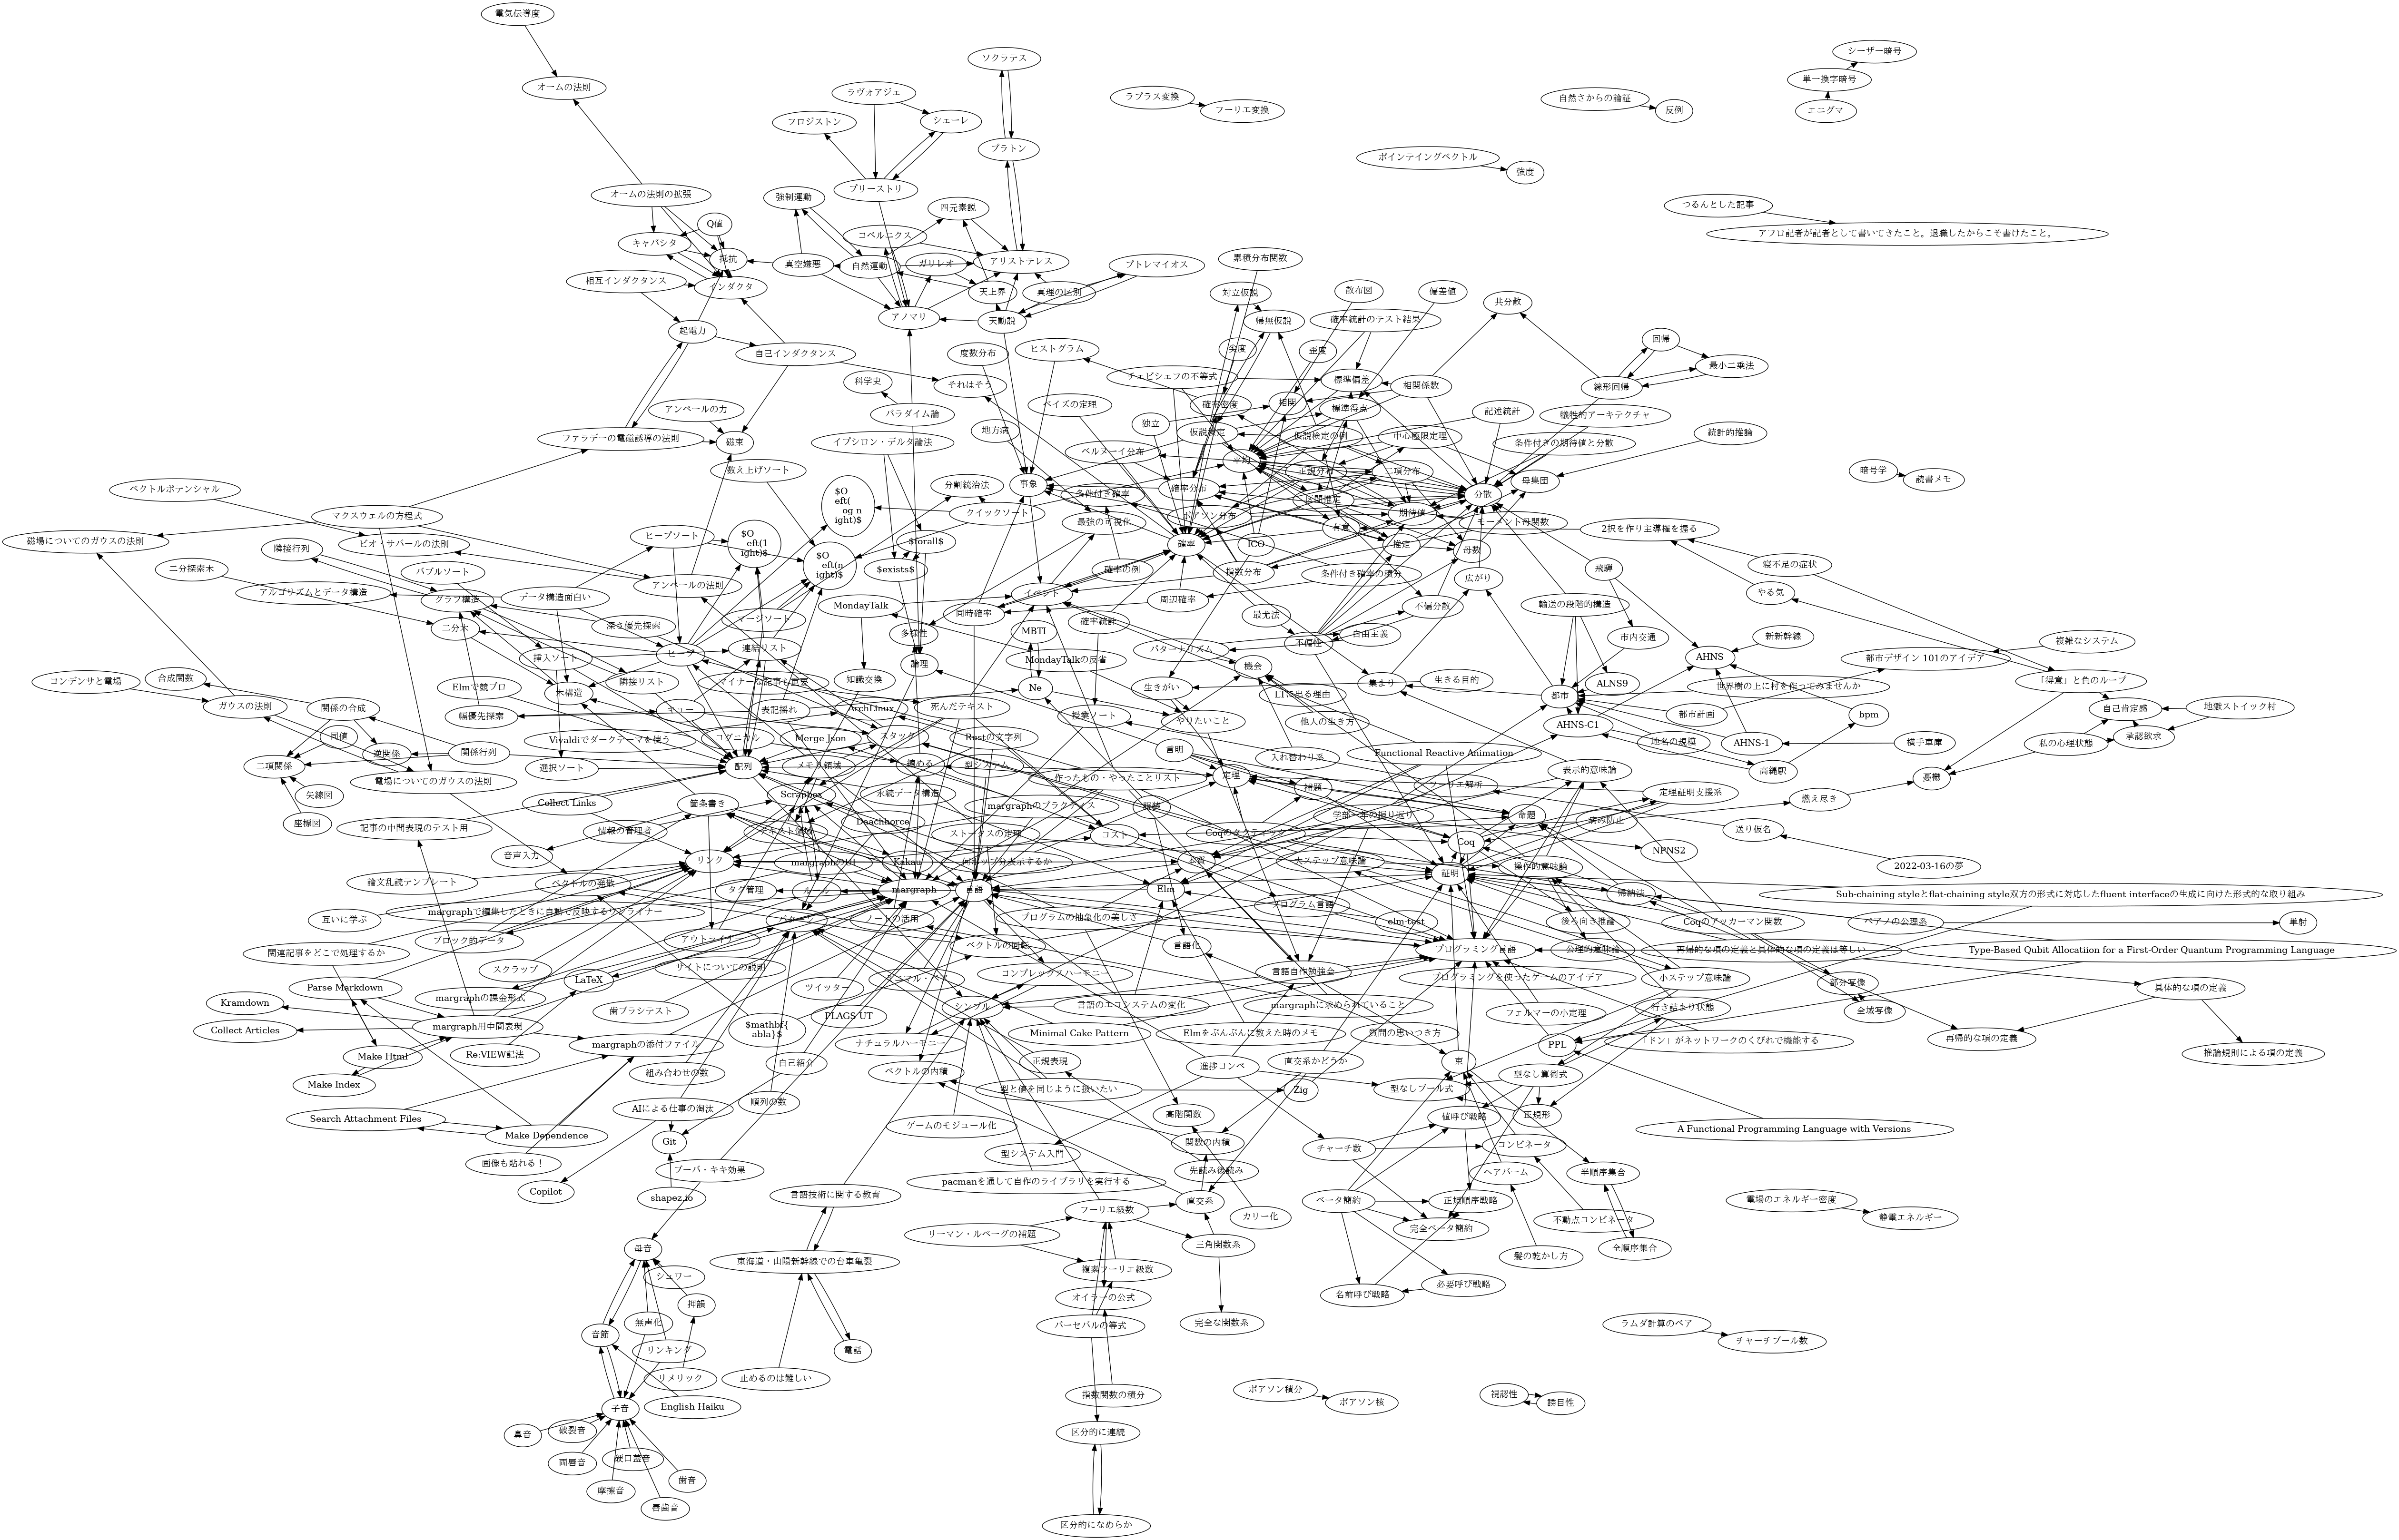 電気伝導度
シーザー暗号
ソクラテス
単一換字暗号
オームの法則
ラヴォアジェ
ラプラス変換
自然さからの論証
フーリエ変換
反例
エニグマ
フロジストン
シェーレ
プラトン
ポインテイングベクトル
強度
プリーストリ
オームの法則の拡張
強制運動
四元素説
つるんとした記事
アフロ記者が記者として書いてきたこと。退職したからこそ書けたこと。
Q値
キャパシタ
コペルニクス
抵抗
真空嫌悪
自然運動
ガリレオ
アリストテレス
プトレマイオス
累積分布関数
相互インダクタンス
インダクタ
天上界
真理の区別
対立仮説
散布図
偏差値
共分散
アノマリ
天動説
帰無仮説
確率統計のテスト結果
起電力
回帰
自己インダクタンス
度数分布
ヒストグラム
尖度
歪度
最小二乗法
科学史
それはそう
チェビシェフの不等式
標準偏差
相関係数
線形回帰
アンペールの力
パラダイム論
ベイズの定理
確率密度
相関
標準得点
記述統計
犠牲的アーキテクチャ
ファラデーの電磁誘導の法則
磁束
イプシロン・デルタ論法
地方病
独立
仮説検定
仮説検定の例
中心極限定理
条件付きの期待値と分散
統計的推論
ベルヌーイ分布
平均
正規分布
二項分布
数え上げソート
暗号学
読書メモ
ベクトルポテンシャル
$O
eft(
og n
ight)$
分割統治法
事象
条件付き確率
確率分布
区間推定
分散
母集団
マクスウェルの方程式
クイックソート
最強の可視化
ポアソン分布
期待値
有意
モーメント母関数
2択を作り主導権を握る
磁場についてのガウスの法則
ビオ・サバールの法則
ヒープソート
$O
eft(1
ight)$
$O
eft(n
ight)$
$forall$
$exists$
確率
ICO
推定
母数
隣接行列
バブルソート
二分探索木
アンペールの法則
確率の例
指数分布
条件付き確率の積分
広がり
飛騨
寝不足の症状
アルゴリズムとデータ構造
データ構造面白い
グラフ構造
イベント
周辺確率
やる気
MondayTalk
同時確率
最尤法
不偏分散
輸送の段階的構造
深さ優先探索
マージソート
二分木
多様性
確率統計
自由主義
市内交通
新新幹線
複雑なシステム
MBTI
パターナリズム
不偏性
挿入ソート
ヒープ
連結リスト
論理
MondayTalkの反省
機会
AHNS
都市デザイン 101のアイデア
コンデンサと電場
合成関数
Elmで競プロ
木構造
隣接リスト
マイナーな記事も重要
知識交換
Ne
生きがい
集まり
生きる目的
都市
ALNS9
世界樹の上に村を作ってみませんか
「得意」と負のループ
ガウスの法則
関係の合成
幅優先探索
キュー
表記揺れ
ArchLinux
死んだテキスト
授業ノート
LTに出る理由
都市計画
自己肯定感
地獄ストイック村
bpm
同値
Vivaldiでダークテーマを使う
コグニカル
Merge Json
スタック
Rustの文字列
やりたいこと
他人の生き方
AHNS-C1
地名の規模
AHNS-1
横手車庫
私の心理状態
承認欲求
逆関係
関係行列
言明
Functional Reactive Animation
二項関係
選択ソート
配列
メモリ領域
纏める
型システム
定理
入れ替わり系
フーリエ解析
表示的意味論
高縄駅
憂鬱
電場についてのガウスの法則
作ったもの・やったことリスト
矢線図
Collect Links
箇条書き
Scrapbox
永続データ構造
margraphのプラクティス
服装
補題
定理証明支援系
燃え尽き
座標図
記事の中間表現のテスト用
情報の管理者
テキスト領域
Daachhorce
ストークスの定理
コスト
Coqのタクティック
学部一年の振り返り
Coq
命題
病み防止
送り仮名
音声入力
リンク
margraphのUI
Kakau
何ホップ分表示するか
本質
大ステップ意味論
NPNS2
2022-03-16の夢
論文乱読テンプレート
ベクトルの発散
タグ管理
ルール
margraph
言語
Elm
証明
操作的意味論
帰納法
Sub-chaining styleとflat-chaining style双方の形式に対応したfluent interfaceの生成に向けた形式的な取り組み
互いに学ぶ
margraphで編集したときに自動で反映するワンライナー
パターン
ノートの活用
プログラムの抽象化の美しさ
プログラム言語
elm-test
後ろ向き推論
Coqのアッカーマン関数
ペアノの公理系
単射
関連記事をどこで処理するか
ブロック的データ
アウトライナー
ベクトルの回転
言語化
プログラミング言語
公理的意味論
再帰的な項の定義と具体的な項の定義は等しい
Type-Based Qubit Allocatiion for a First-Order Quantum Programming Language
スクラップ
サイトについての説明
コンプレックスハーモニー
言語自作勉強会
プログラミングを使ったゲームのアイデア
小ステップ意味論
部分写像
具体的な項の定義
Parse Markdown
LaTeX
ツイッター
Kramdown
margraphの課金形式
歯ブラシテスト
シンプル
言語のエコシステムの変化
margraphに求められていること
フェルマーの小定理
行き詰まり状態
全域写像
Collect Articles
margraph用中間表現
$mathbf{
abla}$
FLAGS UT
Minimal Cake Pattern
Elmをぶんぶんに教えた時のメモ
質問の思いつき方
PPL
「ドン」がネットワークのくびれで機能する
再帰的な項の定義
推論規則による項の定義
Make Html
Re:VIEW記法
margraphの添付ファイル
ナチュラルハーモニー
Make Index
組み合わせの数
自己紹介
ベクトルの内積
正規表現
進捗コンペ
直交系かどうか
束
型なし算術式
型と値を同じように扱いたい
Zig
型なしブール式
順列の数
Search Attachment Files
AIによる仕事の淘汰
高階関数
値呼び戦略
正規形
Make Dependence
Git
ゲームのモジュール化
関数の内積
チャーチ数
コンビネータ
A Functional Programming Language with Versions
画像も貼れる！
ブーバ・キキ効果
型システム入門
先読み後読み
ヘアバーム
半順序集合
Copilot
shapez.io
言語技術に関する教育
pacmanを通して自作のライブラリを実行する
直交系
ベータ簡約
正規順序戦略
電場のエネルギー密度
フーリエ級数
カリー化
完全ベータ簡約
不動点コンビネータ
静電エネルギー
母音
リーマン・ルベーグの補題
三角関数系
髪の乾かし方
全順序集合
東海道・山陽新幹線での台車亀裂
シュワー
複素フーリエ級数
必要呼び戦略
オイラーの公式
名前呼び戦略
押韻
無声化
パーセバルの等式
完全な関数系
ラムダ計算のペア
チャーチブール数
音節
リンキング
電話
リメリック
止めるのは難しい
指数関数の積分
ポアソン積分
ポアソン核
視認性
誘目性
English Haiku
子音
鼻音
破裂音
区分的に連続
両唇音
硬口蓋音
歯音
摩擦音
唇歯音
区分的になめらか